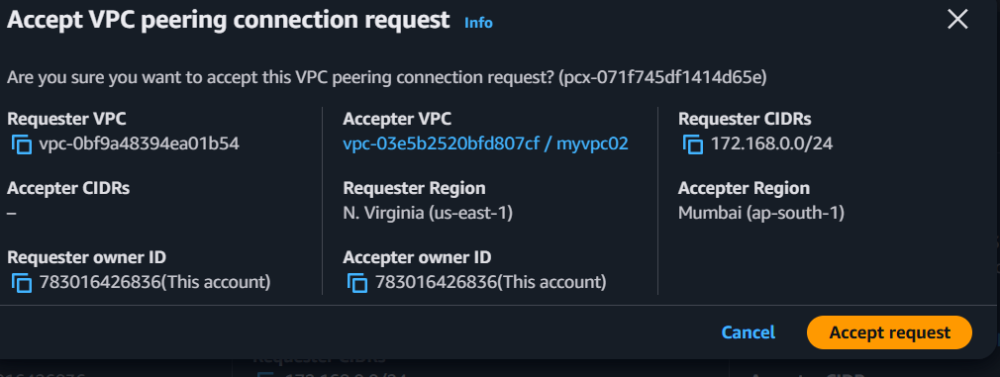 Accept VPC peering connection request Info
Are you sure you want to accept this VPC peering connection request? (pcx-071f745df1414d65e)
Requester VPC
vpc-0bf9a48394ea01b54
Accepter VPC
vpc-03e5b2520bfd807cf / myvpc02
Requester CIDRs
172.168.0.0/24
Accepter CIDRs
–
Requester Region
N. Virginia (us-east-1)
Accepter Region
Mumbai (ap-south-1)
Requester owner ID
783016426836(This account)
Accepter owner ID
783016426836(This account)
Cancel
Accept request